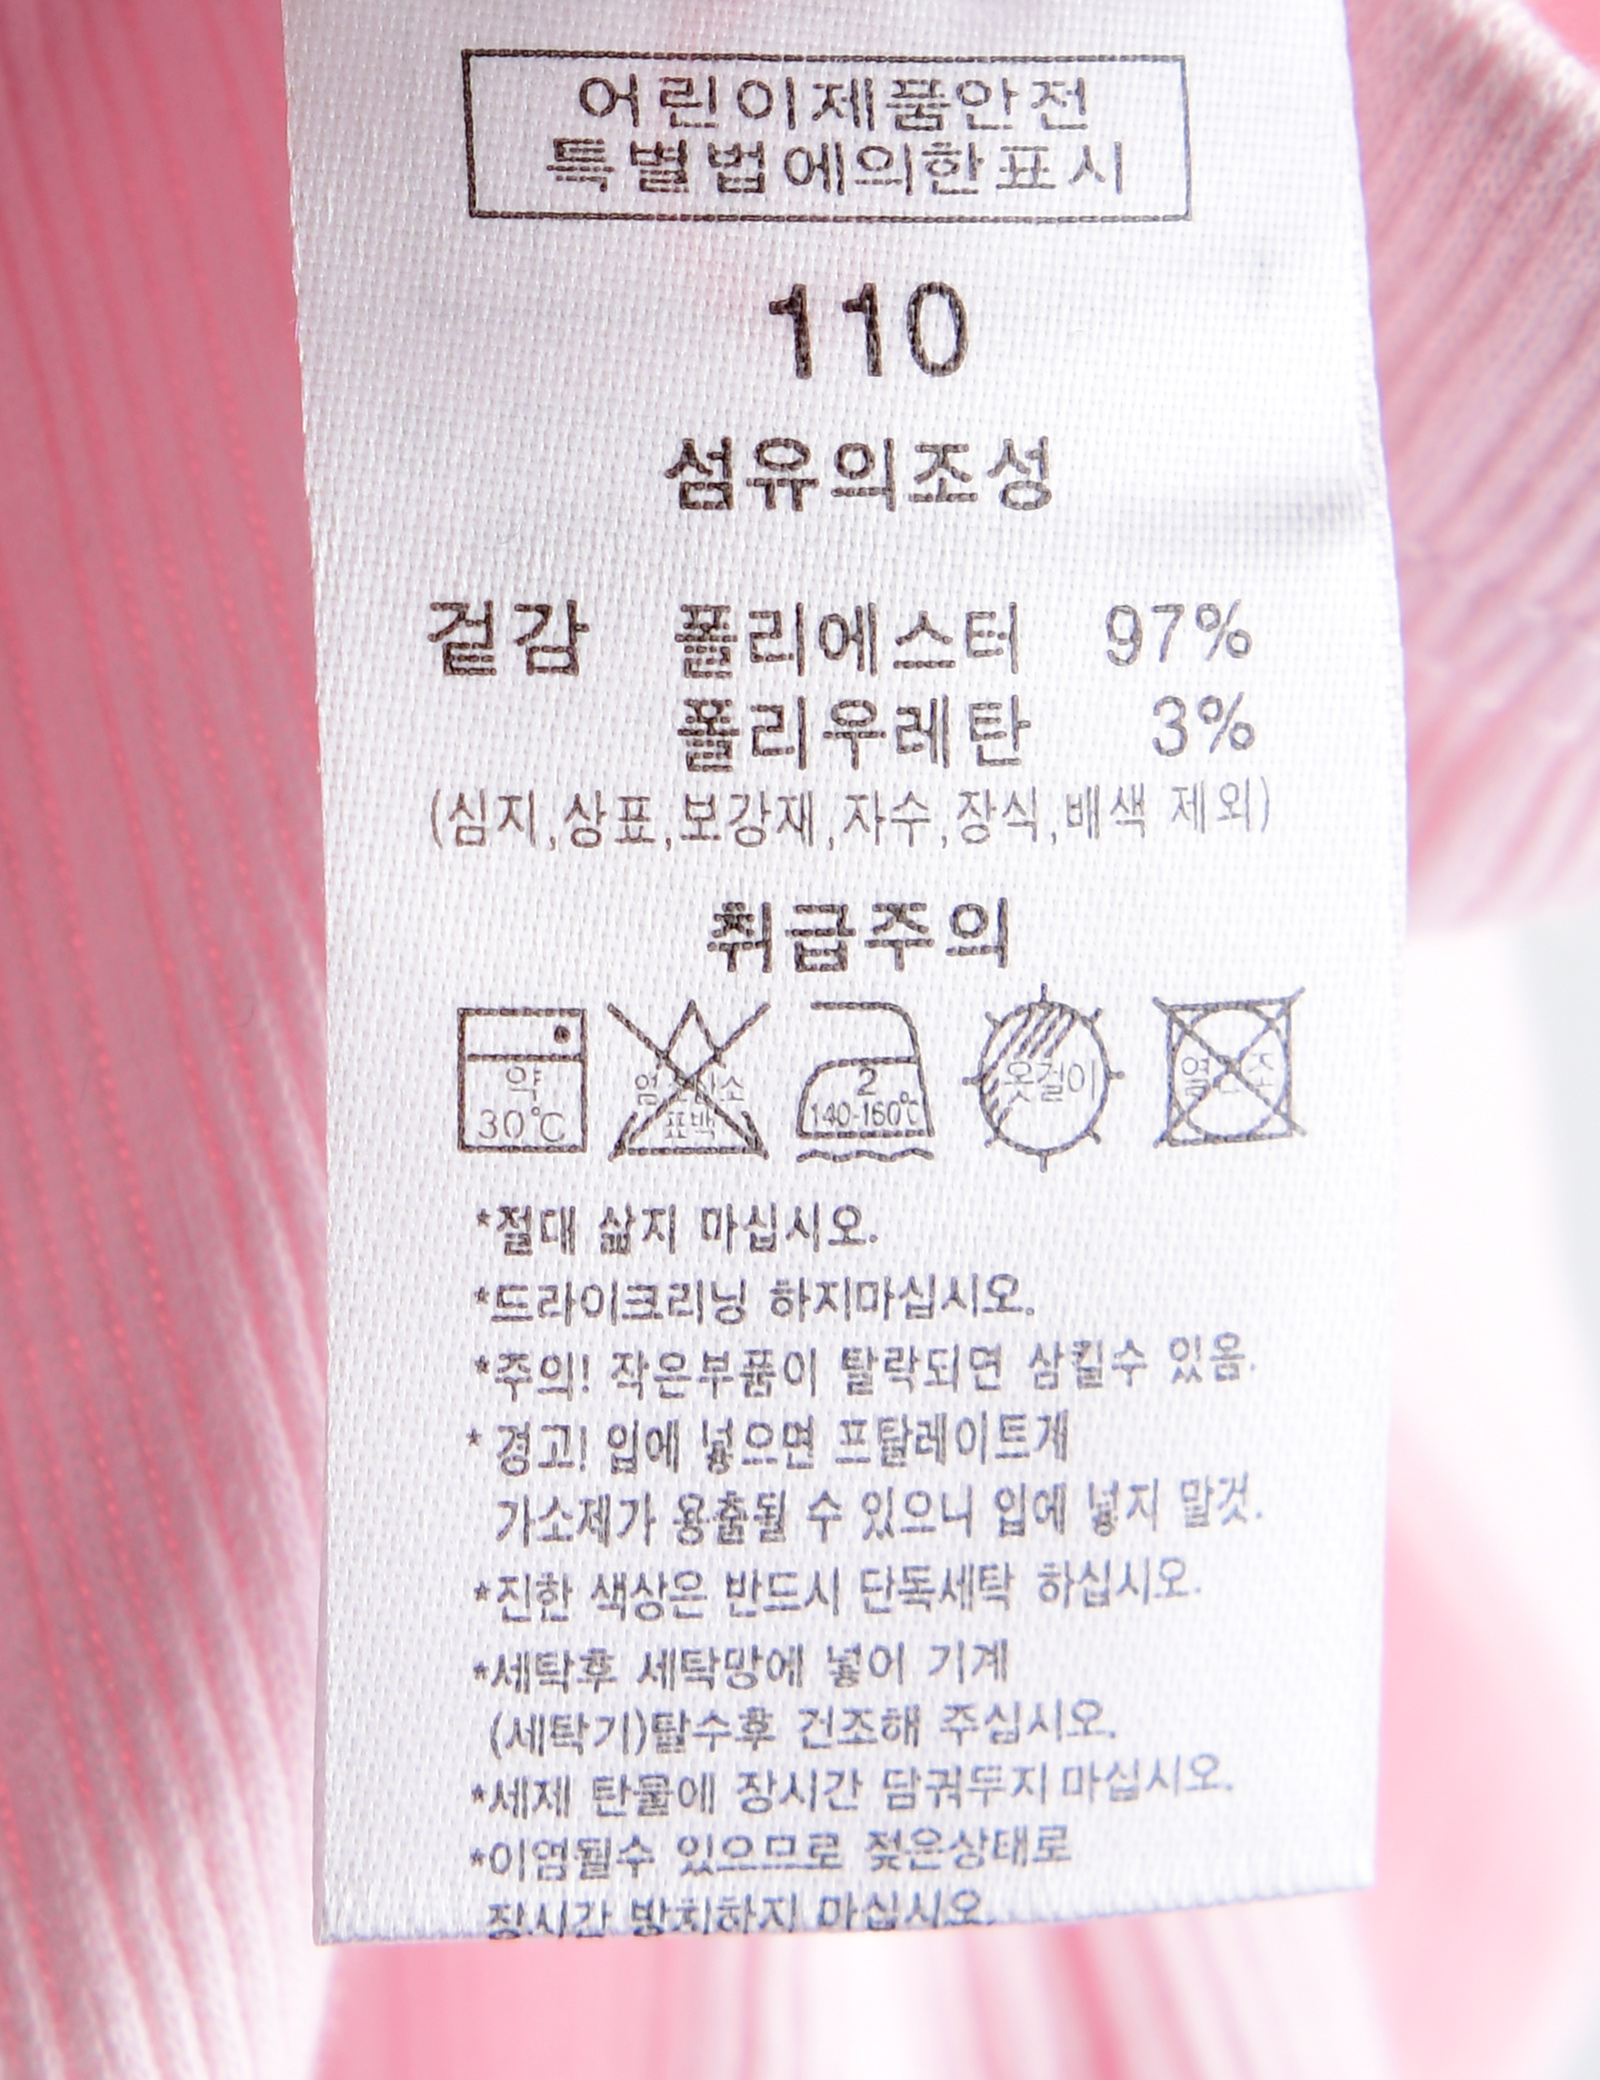 어린이제품안전
특별법에의한표시
110
섬유의조성
겉감 폴리에스터 97%
폴리우레탄 3%
(심지,상표,보강재,자수,장식,배색 제외)
취급주의
약
30℃
염소산소
표백
2
140-160℃
옷걸이
열건조
*절대 삶지 마십시오.
*드라이크리닝 하지마십시오.
*주의! 작은부품이 탈락되면 삼킬수 있음.
* 경고! 입에 넣으면 프탈레이트계
가소제가 용출될 수 있으니 입에 넣지 말것.
*진한 색상은 반드시 단독세탁 하십시오.
*세탁후 세탁망에 넣어 기계
(세탁기)탈수후 건조해 주십시오.
*세제 탄물에 장시간 담궈두지 마십시오.
*이염될수 있으므로 젖은상태로
장시간 방치하지 마십시오.